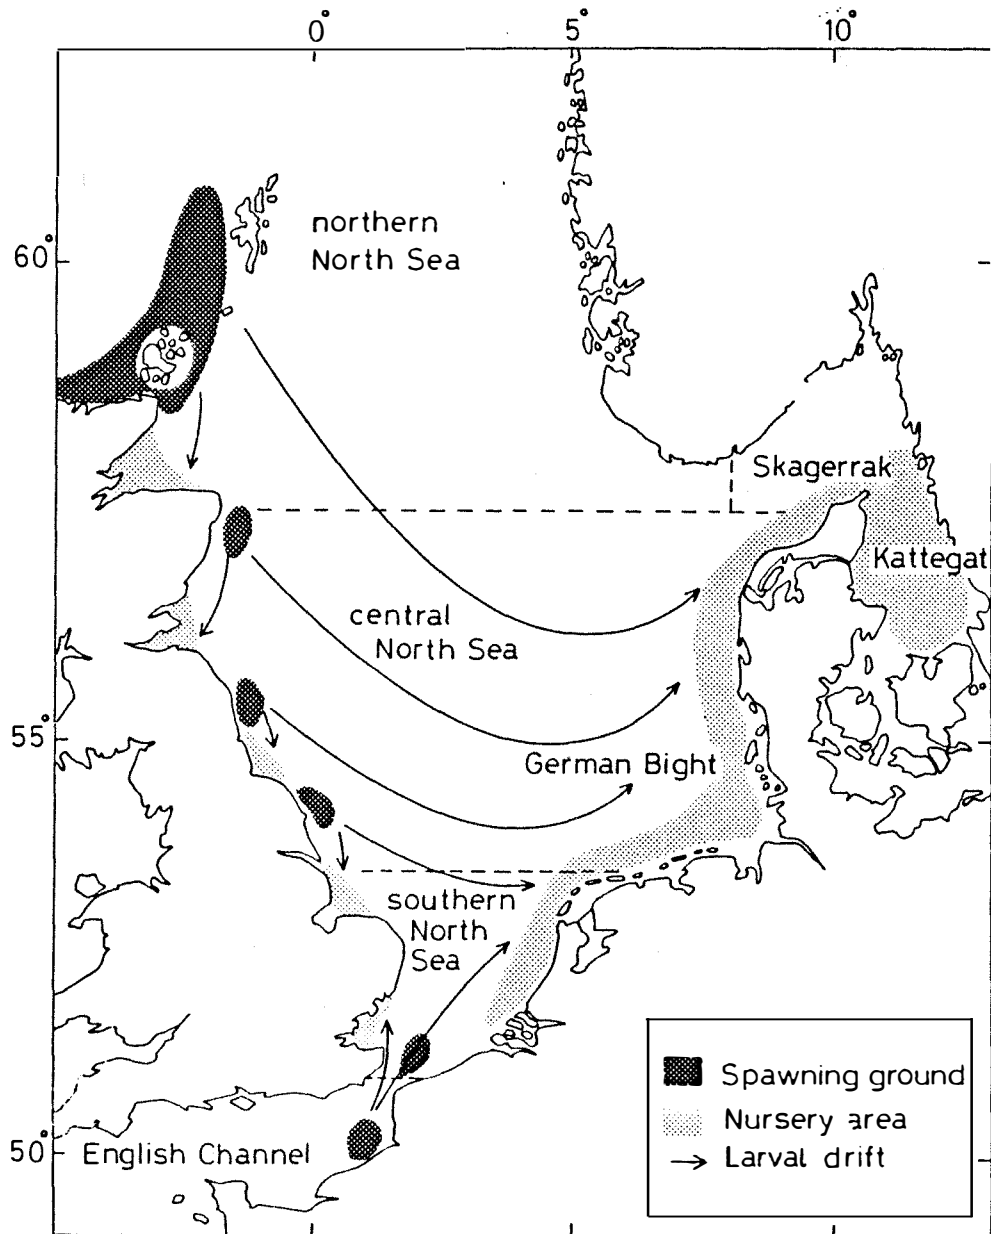 0°
5°
10°
northern
North Sea
60°
Skagerrak
Kattegat
central
North Sea
55°
German Bight
southern
North
Sea
Spawning ground
Nursery area
Larval drift
50°
English Channel